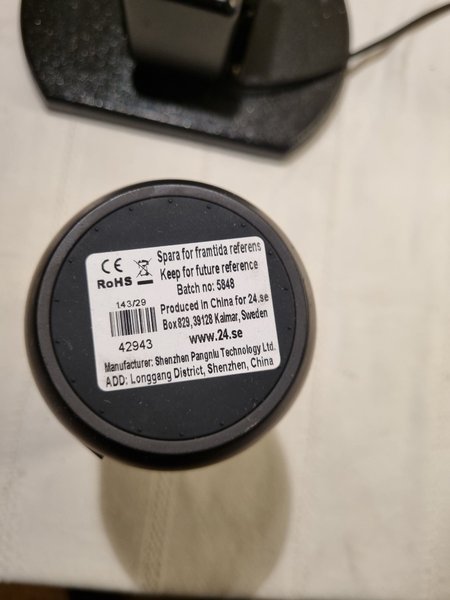 CE
RoHS
Spara for framtida referens
Keep for future reference
Batch no: 5848
143/29
Produced in China for 24.se
Box 829, 39128 Kalmar, Sweden
42943
www.24.se
Manufacturer: Shenzhen Pangniu Technology Ltd.
ADD: Longgang District, Shenzhen, China